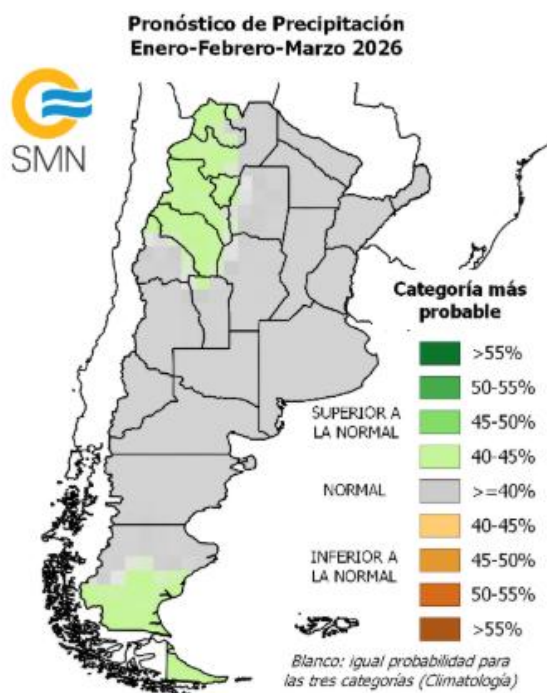 Pronóstico de Precipitación
Enero-Febrero-Marzo 2026
SMN
Categoría más
probable
>55%
50-55%
SUPERIOR A
LA NORMAL
45-50%
40-45%
NORMAL
>=40%
40-45%
INFERIOR A
LA NORMAL
45-50%
50-55%
>55%
Blanco: igual probabilidad para
las tres categorías (Climatología)